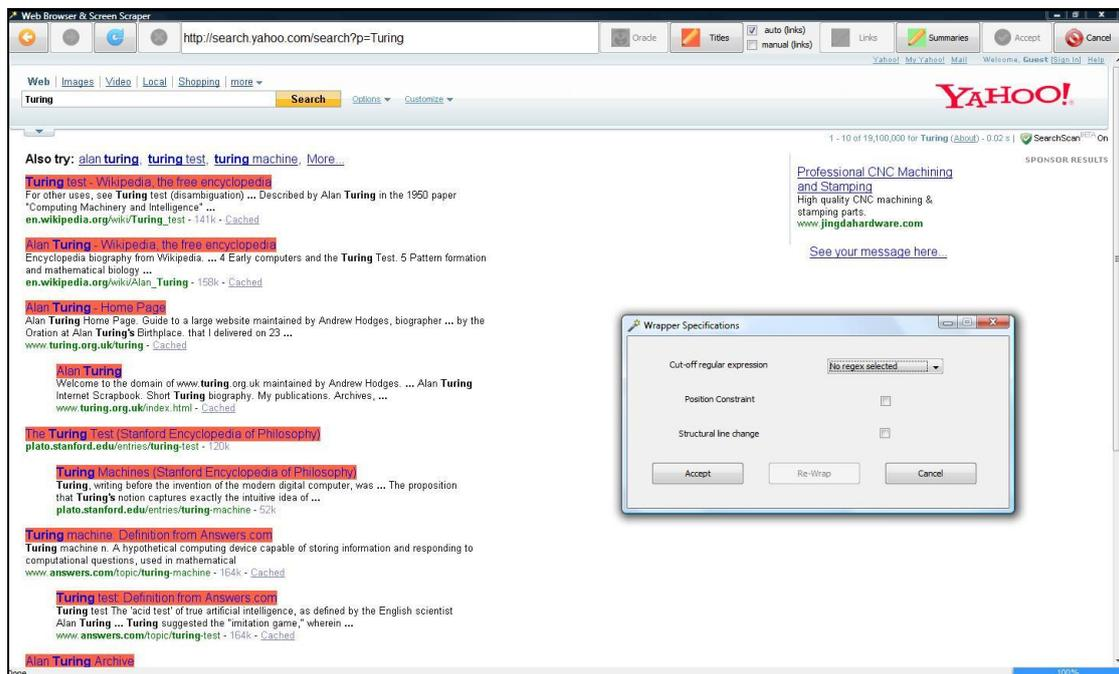 Web Browser & Screen Scraper
http://search.yahoo.com/search?p=Turing
Oracle
Titles
auto (links)
manual (links)
Links
Summaries
Accept
Cancel
Yahoo! My Yahoo! Mail Welcome, Guest [Sign In] Help
Web | Images | Video | Local | Shopping | more
Turing
Search
Options
Customize
YAHOO!
1 - 10 of 19,100,000 for Turing (About) - 0.02 s | SearchScan BETA On
Also try: alan turing, turing test, turing machine, More...
SPONSOR RESULTS
Turing test - Wikipedia, the free encyclopedia
For other uses, see Turing test (disambiguation) ... Described by Alan Turing in the 1950 paper
"Computing Machinery and Intelligence" ...
en.wikipedia.org/wiki/Turing_test - 141k - Cached
Alan Turing - Wikipedia, the free encyclopedia
Encyclopedia biography from Wikipedia. ... 4 Early computers and the Turing Test. 5 Pattern formation
and mathematical biology ...
en.wikipedia.org/wiki/Alan_Turing - 158k - Cached
Alan Turing - Home Page
Alan Turing Home Page. Guide to a large website maintained by Andrew Hodges, biographer ... by the
Oration at Alan Turing's Birthplace. that I delivered on 23 ...
www.turing.org.uk/turing - Cached
Alan Turing
Welcome to the domain of www.turing.org.uk maintained by Andrew Hodges. ... Alan Turing
Internet Scrapbook. Short Turing biography. My publications. Archives, ...
www.turing.org.uk/index.html - Cached
The Turing Test (Stanford Encyclopedia of Philosophy)
plato.stanford.edu/entries/turing-test - 120k
Turing Machines (Stanford Encyclopedia of Philosophy)
Turing, writing before the invention of the modern digital computer, was ... The proposition
that Turing's notion captures exactly the intuitive idea of ...
plato.stanford.edu/entries/turing-machine - 52k
Turing machine: Definition from Answers.com
Turing machine n. A hypothetical computing device capable of storing information and responding to
computational questions, used in mathematical
www.answers.com/topic/turing-machine - 164k - Cached
Turing test: Definition from Answers.com
Turing test The 'acid test' of true artificial intelligence, as defined by the English scientist
Alan Turing ... Turing suggested the "imitation game," wherein ...
www.answers.com/topic/turing-test - 164k - Cached
Alan Turing Archive
Professional CNC Machining
and Stamping
High quality CNC machining &
stamping parts.
www.jingdahardware.com
See your message here...
Wrapper Specifications
Cut-off regular expression
No regex selected
Position Constraint
Structural line change
Accept
Re-Wrap
Cancel
Done
100%